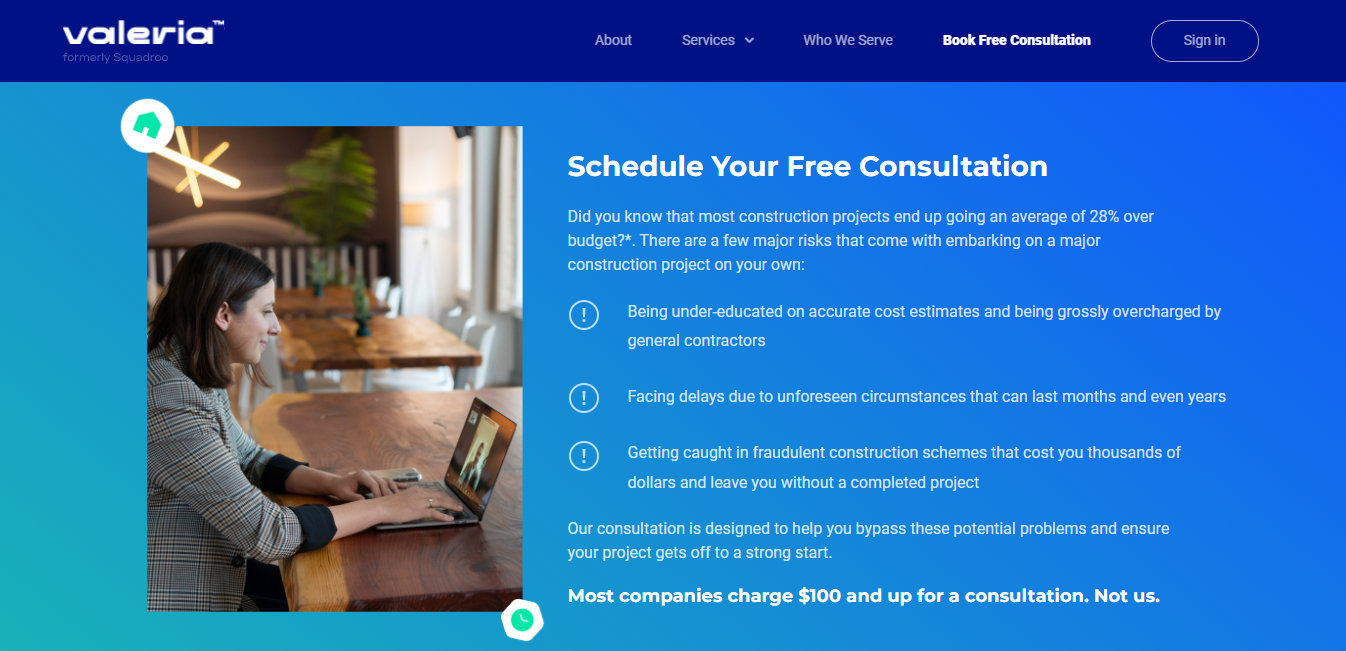 valeria™
formerly Squadroo
About
Services
Who We Serve
Book Free Consultation
Sign in
Schedule Your Free Consultation
Did you know that most construction projects end up going an average of 28% over
budget?*. There are a few major risks that come with embarking on a major
construction project on your own:
! Being under-educated on accurate cost estimates and being grossly overcharged by
general contractors
! Facing delays due to unforeseen circumstances that can last months and even years
! Getting caught in fraudulent construction schemes that cost you thousands of
dollars and leave you without a completed project
Our consultation is designed to help you bypass these potential problems and ensure
your project gets off to a strong start.
Most companies charge $100 and up for a consultation. Not us.